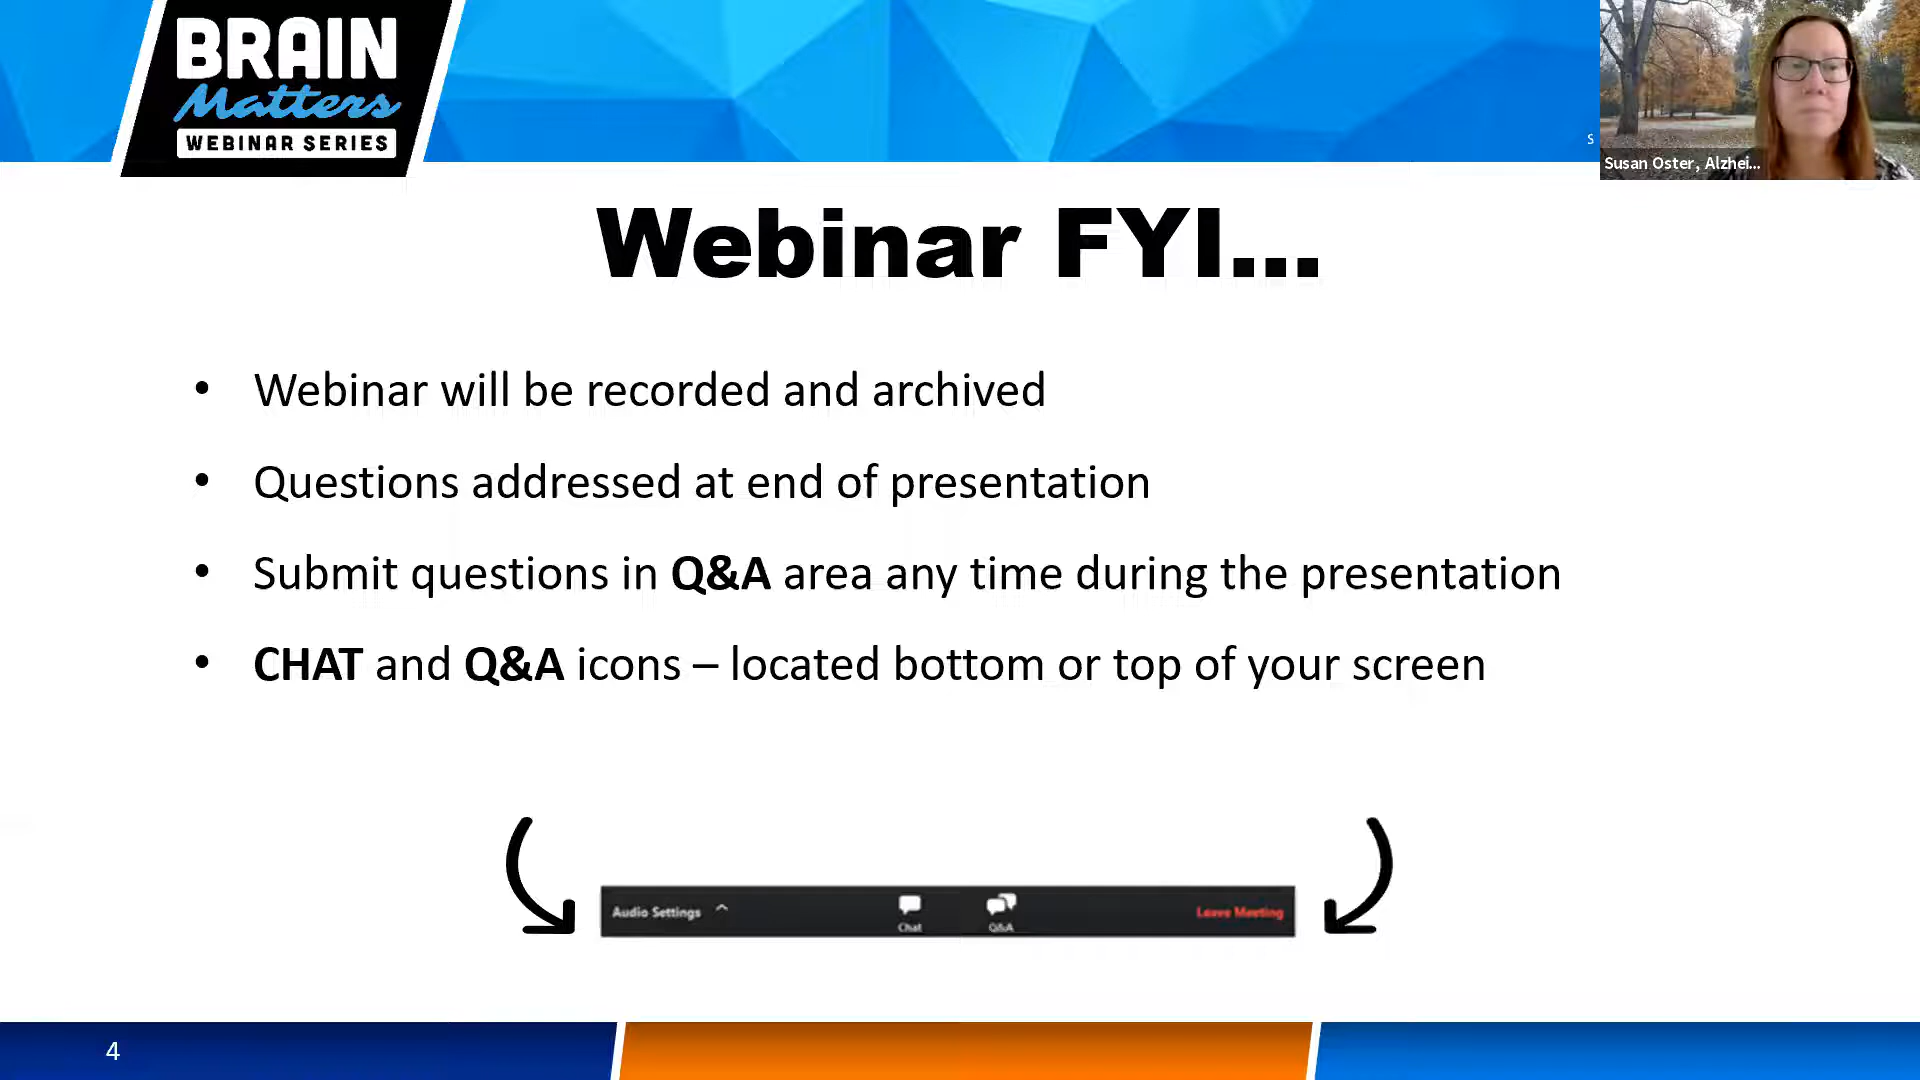 BRAIN
Matters
WEBINAR SERIES
S
Susan Oster, Alzhei...
Webinar FYI...
• Webinar will be recorded and archived
• Questions addressed at end of presentation
• Submit questions in Q&A area any time during the presentation
• CHAT and Q&A icons – located bottom or top of your screen
Audio Settings
Chat
Q&A
Leave Meeting
4